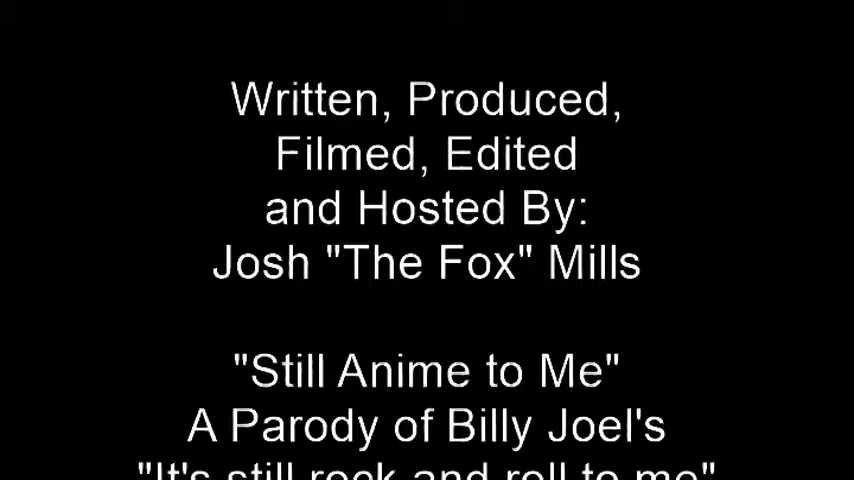 Written, Produced,
Filmed, Edited
and Hosted By:
Josh "The Fox" Mills
"Still Anime to Me"
A Parody of Billy Joel's
"It's still rock and roll to me"